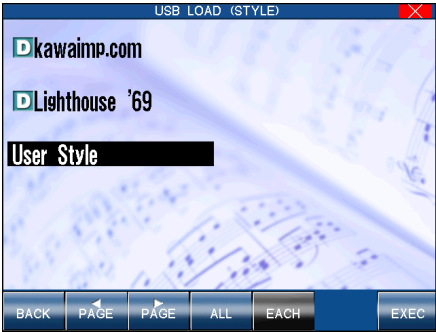 USB LOAD (STYLE)
D kawaimp.com
D Lighthouse '69
User Style
BACK PAGE PAGE ALL EACH EXEC